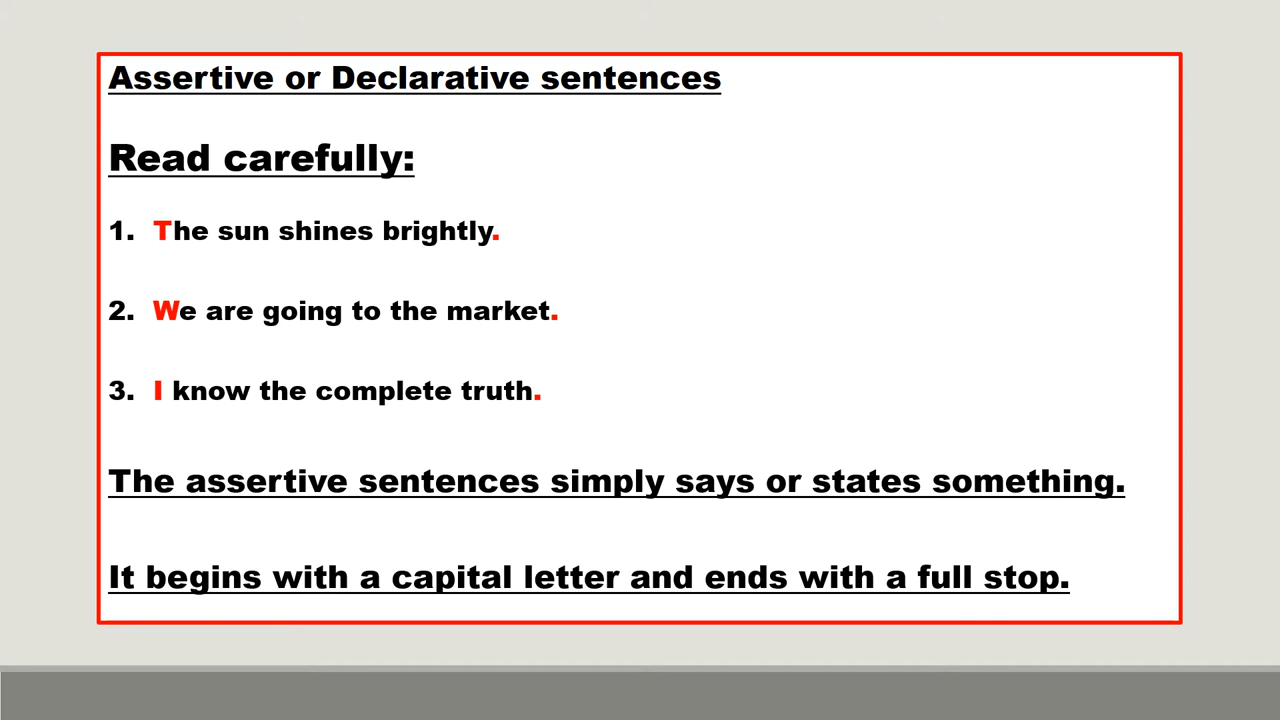 Assertive or Declarative sentences
Read carefully:
1. The sun shines brightly.
2. We are going to the market.
3. I know the complete truth.
The assertive sentences simply says or states something.
It begins with a capital letter and ends with a full stop.